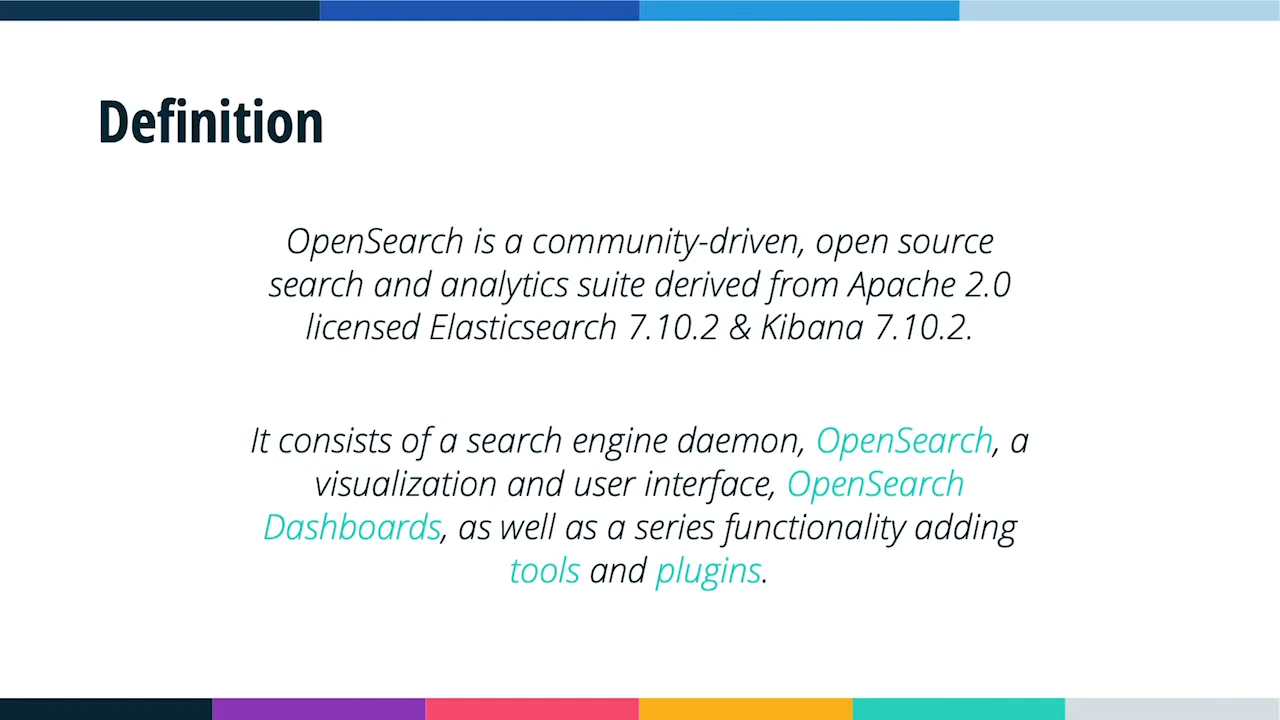 Definition
OpenSearch is a community-driven, open source
search and analytics suite derived from Apache 2.0
licensed Elasticsearch 7.10.2 & Kibana 7.10.2.
It consists of a search engine daemon, OpenSearch, a
visualization and user interface, OpenSearch
Dashboards, as well as a series functionality adding
tools and plugins.